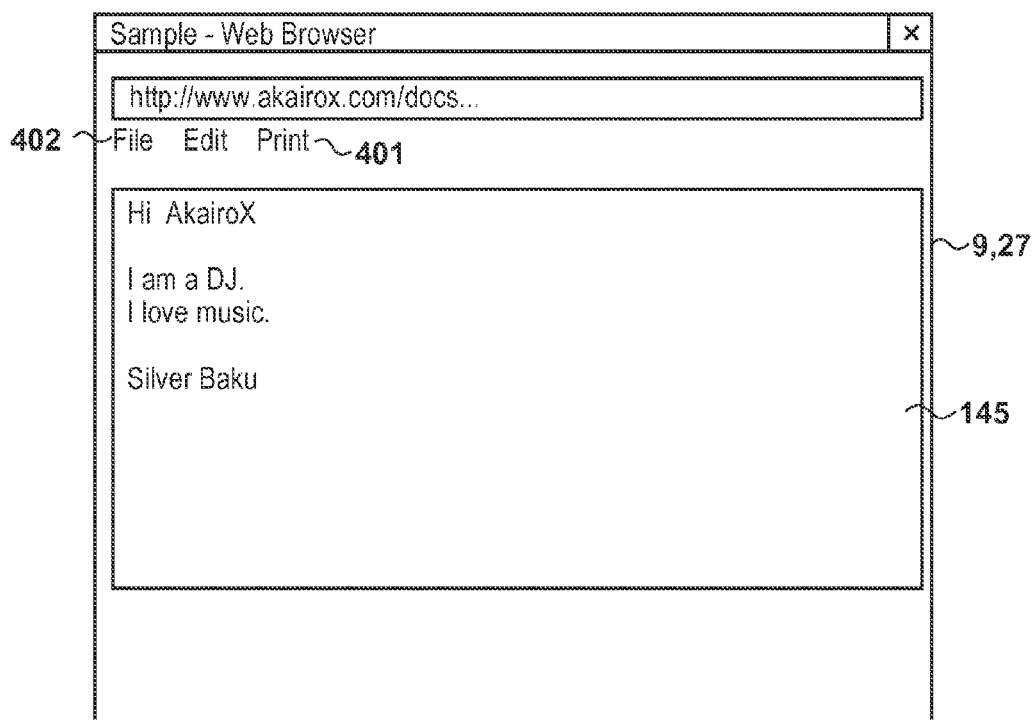 Sample - Web Browser ×
http://www.akairox.com/docs...
402 File Edit Print 401
Hi AkairoX
9,27
I am a DJ.
I love music.
Silver Baku
145